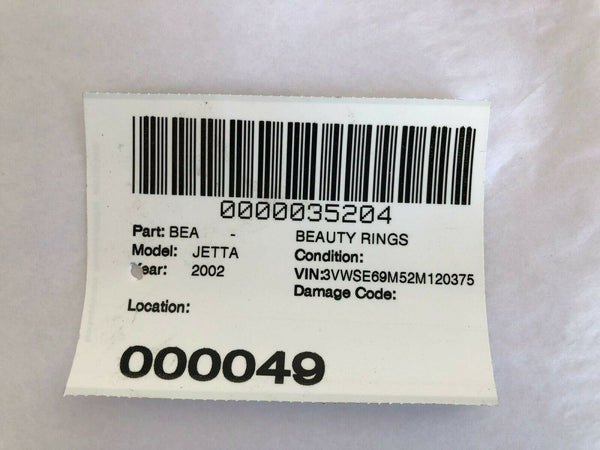 0000035204
Part: BEA - BEAUTY RINGS
Model: JETTA Condition:
ear: 2002 VIN:3VWSE69M52M120375
Damage Code:
Location:
000049